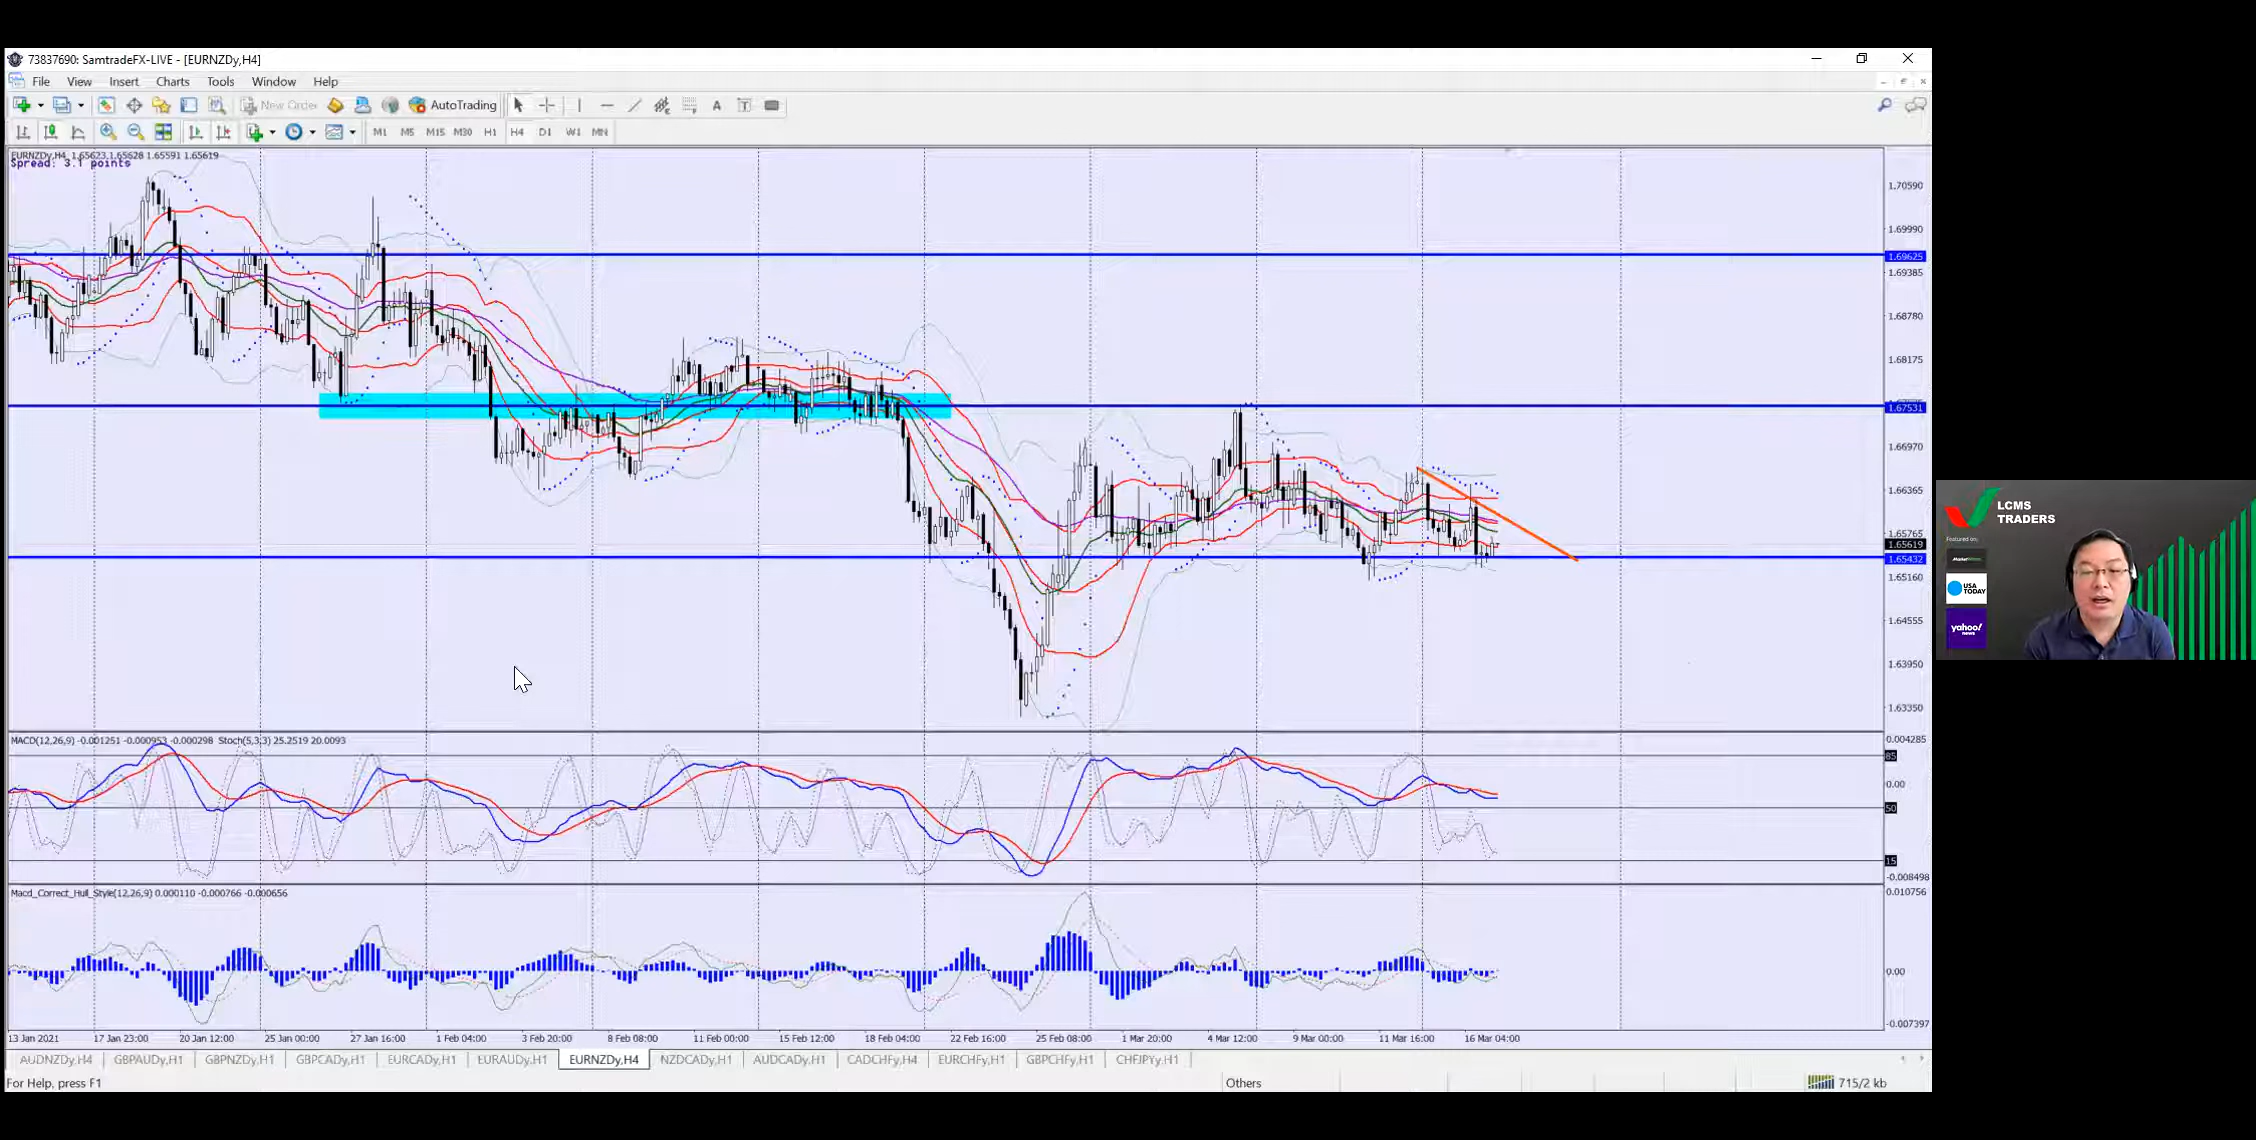 73837690: SamtradeFX-LIVE - [EURNZDy,H4]
File View Insert Charts Tools Window Help
New Order AutoTrading
M1 M5 M15 M30 H1 H4 D1 W1 MN
EURNZDy,H4 1.65623 1.65628 1.65591 1.65619
Spread: 3.1 points
1.70590
1.69990
1.69625
1.69385
1.68780
1.68175
1.67531
1.66970
1.66365
1.65765
1.65619
1.65432
1.65160
1.64555
1.63950
1.63350
MACD(12,26,9) -0.001251 -0.000953 -0.000298 Stoch(5,3,3) 25.2519 20.0093
0.004285
85
0.00
50
15
-0.008498
Macd_Correct_Hull_Style(12,26,9) 0.000110 -0.000766 -0.000656
0.010756
0.00
-0.007397
13 Jan 2021 17 Jan 23:00 20 Jan 12:00 25 Jan 00:00 27 Jan 16:00 1 Feb 04:00 3 Feb 20:00 8 Feb 08:00 11 Feb 00:00 15 Feb 12:00 18 Feb 04:00 22 Feb 16:00 25 Feb 08:00 1 Mar 20:00 4 Mar 12:00 9 Mar 00:00 11 Mar 16:00 16 Mar 04:00
AUDNZDy,H4 GBPAUDy,H1 GBPNZDy,H1 GBPCADy,H1 EURCADy,H1 EURAUDy,H1 EURNZDy,H4 NZDCADy,H1 AUDCADy,H1 CADCHFy,H4 EURCHFy,H1 GBPCHFy,H1 CHFJPYy,H1
For Help, press F1 Others 715/2 kb
LCMS
TRADERS
Featured on:
USA
TODAY
yahoo!
news